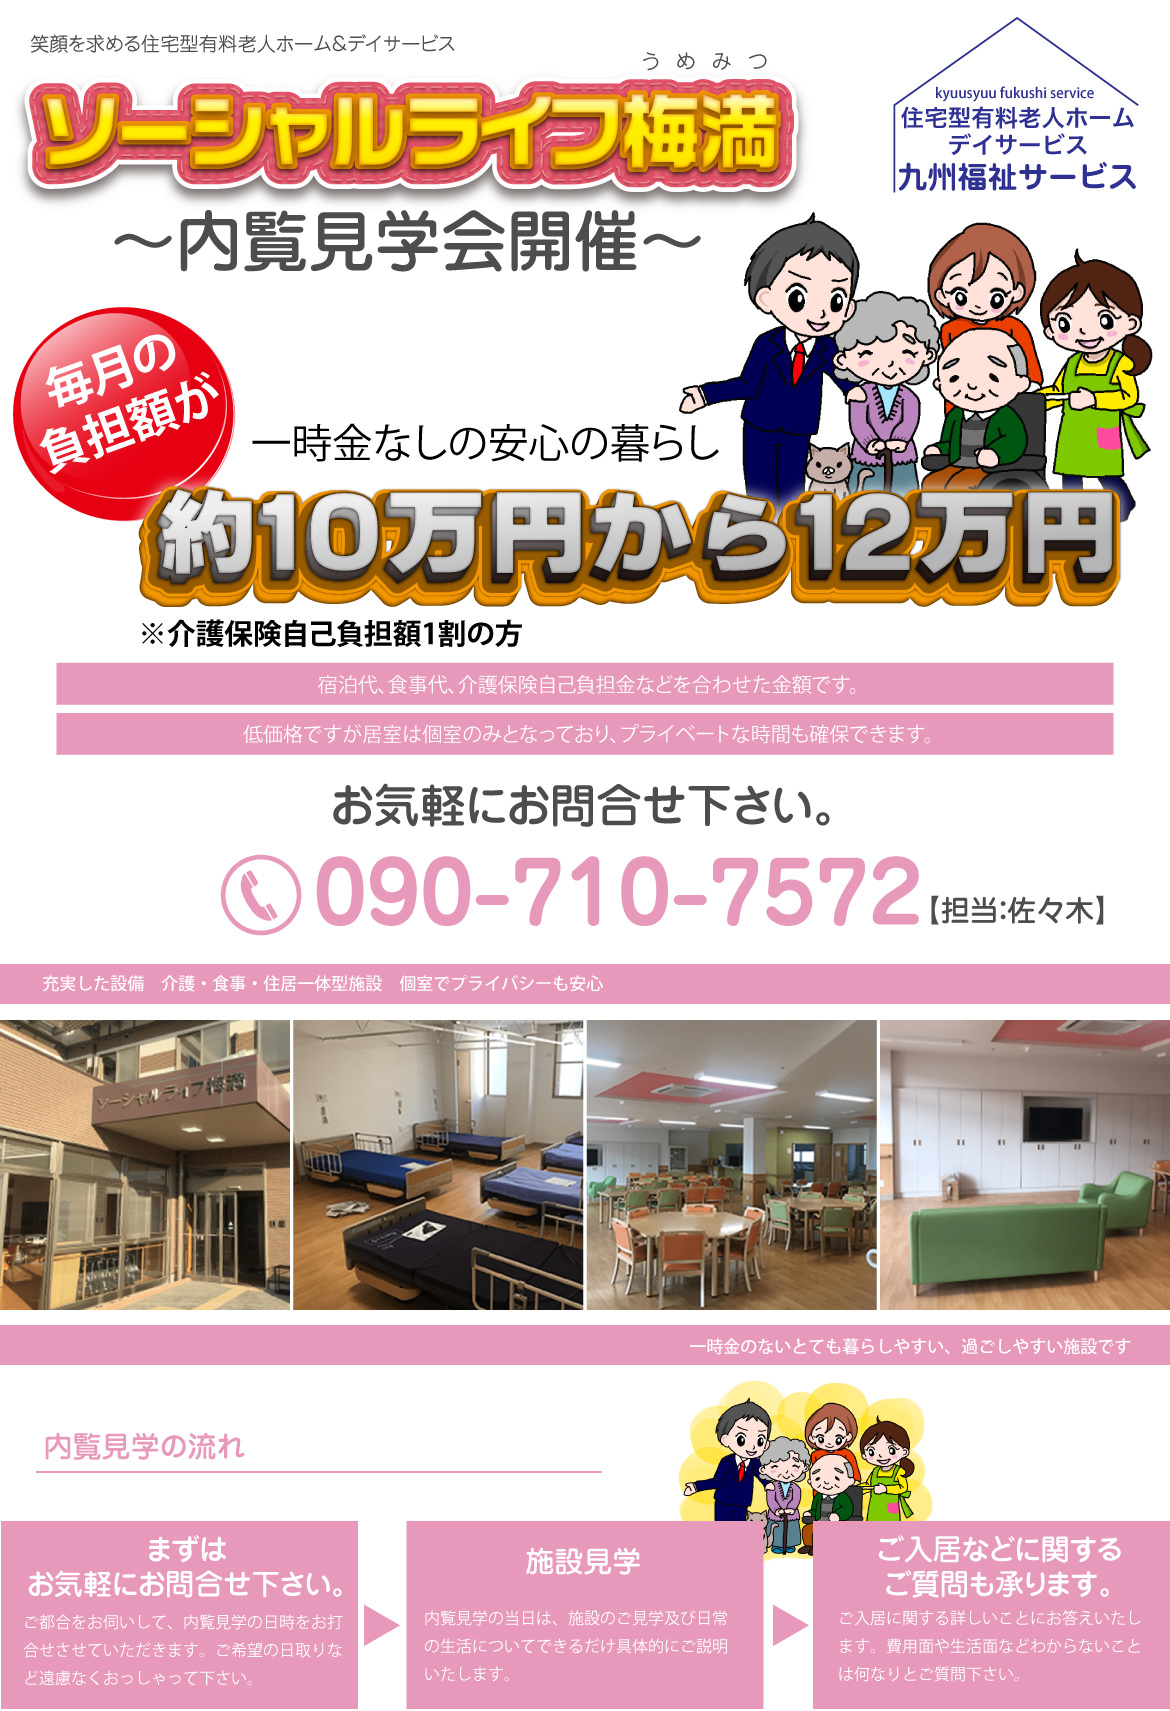 笑顔を求める住宅型有料老人ホーム&デイサービス
うめみつ
ソーシャルライフ梅満
～内覧見学会開催～
kyuusyuu fukushi service
住宅型有料老人ホーム
デイサービス
九州福祉サービス
毎月の
負担額が
一時金なしの安心の暮らし
約10万円から12万円
※介護保険自己負担額1割の方
宿泊代、食事代、介護保険自己負担金などを合わせた金額です。
低価格ですが居室は個室のみとなっており、プライベートな時間も確保できます。
お気軽にお問合せ下さい。
090-710-7572【担当:佐々木】
充実した設備　介護・食事・住居一体型施設　個室でプライバシーも安心
ソーシャルライフ梅満
一時金のないとても暮らしやすい、過ごしやすい施設です
内覧見学の流れ
まずは
お気軽にお問合せ下さい。
ご都合をお伺いして、内覧見学の日時をお打
合せさせていただきます。ご希望の日取りな
ど遠慮なくおっしゃって下さい。
施設見学
内覧見学の当日は、施設のご見学及び日常
の生活についてできるだけ具体的にご説明
いたします。
ご入居などに関する
ご質問も承ります。
ご入居に関する詳しいことにお答えいたし
ます。費用面や生活面などわからないこと
は何なりとご質問下さい。